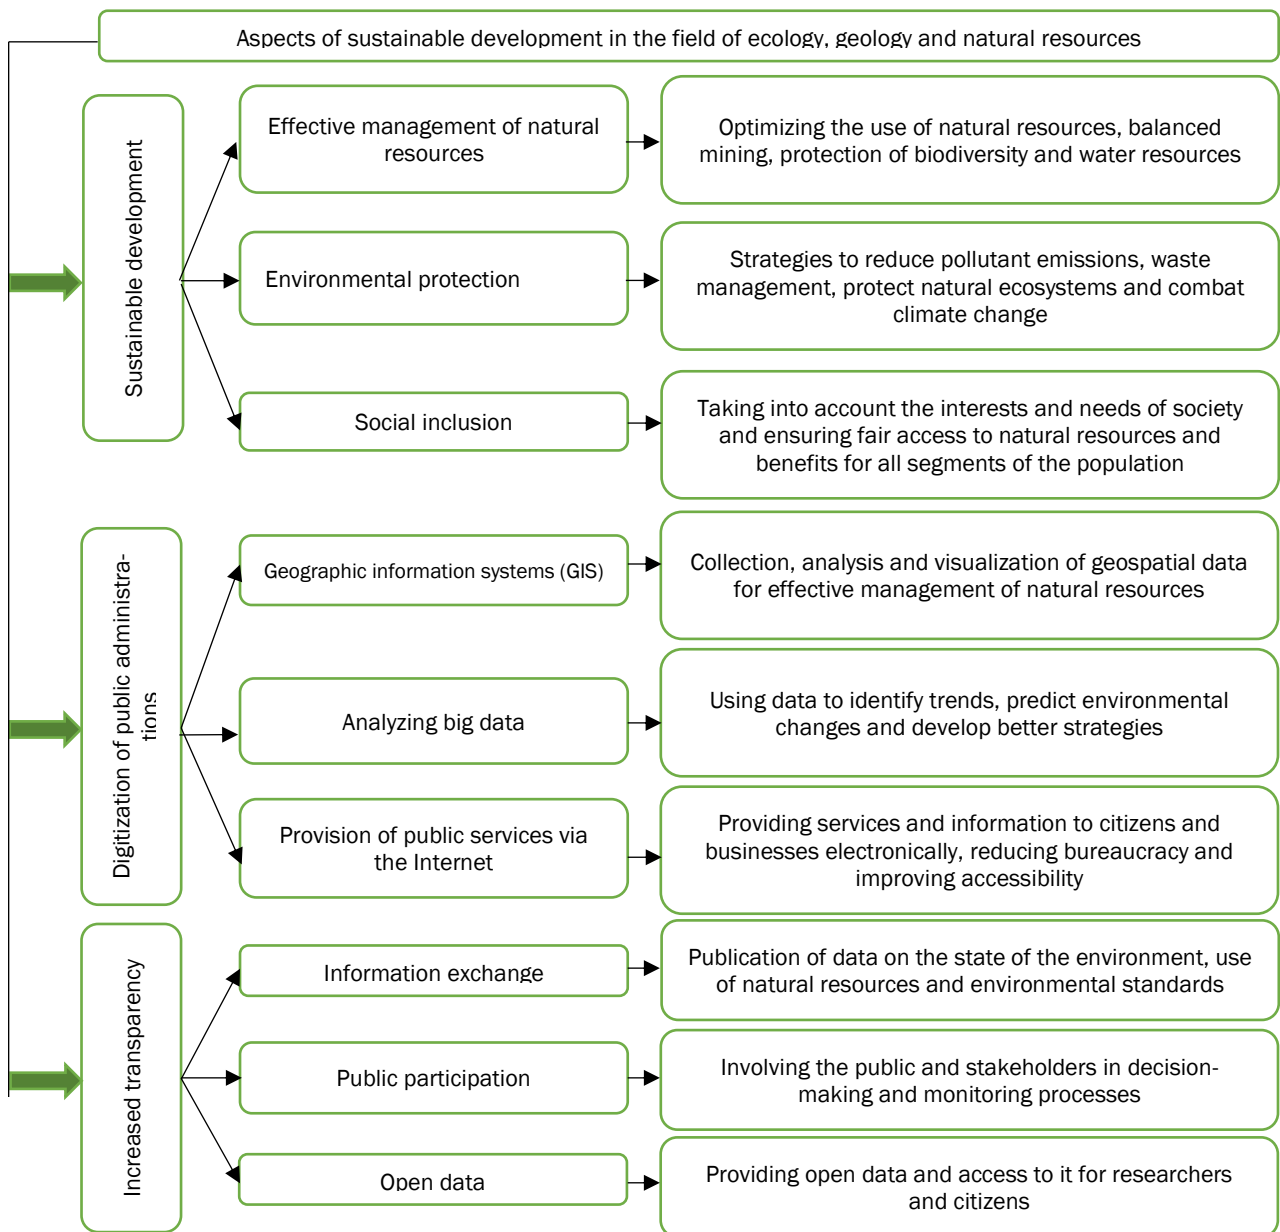 Aspects of sustainable development in the field of ecology, geology and natural resources
Sustainable development
Effective management of natural
resources
Optimizing the use of natural resources, balanced
mining, protection of biodiversity and water resources
Environmental protection
Strategies to reduce pollutant emissions, waste
management, protect natural ecosystems and combat
climate change
Social inclusion
Taking into account the interests and needs of society
and ensuring fair access to natural resources and
benefits for all segments of the population
Digitization of public administra-
tions
Geographic information systems (GIS)
Collection, analysis and visualization of geospatial data
for effective management of natural resources
Analyzing big data
Using data to identify trends, predict environmental
changes and develop better strategies
Provision of public services via
the Internet
Providing services and information to citizens and
businesses electronically, reducing bureaucracy and
improving accessibility
Increased transparency
Information exchange
Publication of data on the state of the environment, use
of natural resources and environmental standards
Public participation
Involving the public and stakeholders in decision-
making and monitoring processes
Open data
Providing open data and access to it for researchers
and citizens